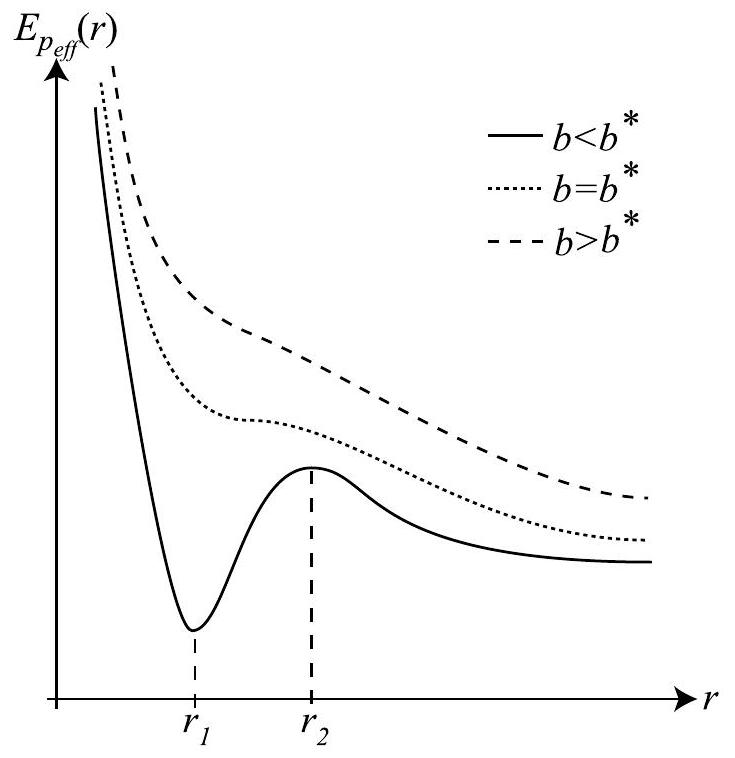 E_{p_{eff}}(r)
b<b*
b=b*
b>b*
r
r_1
r_2